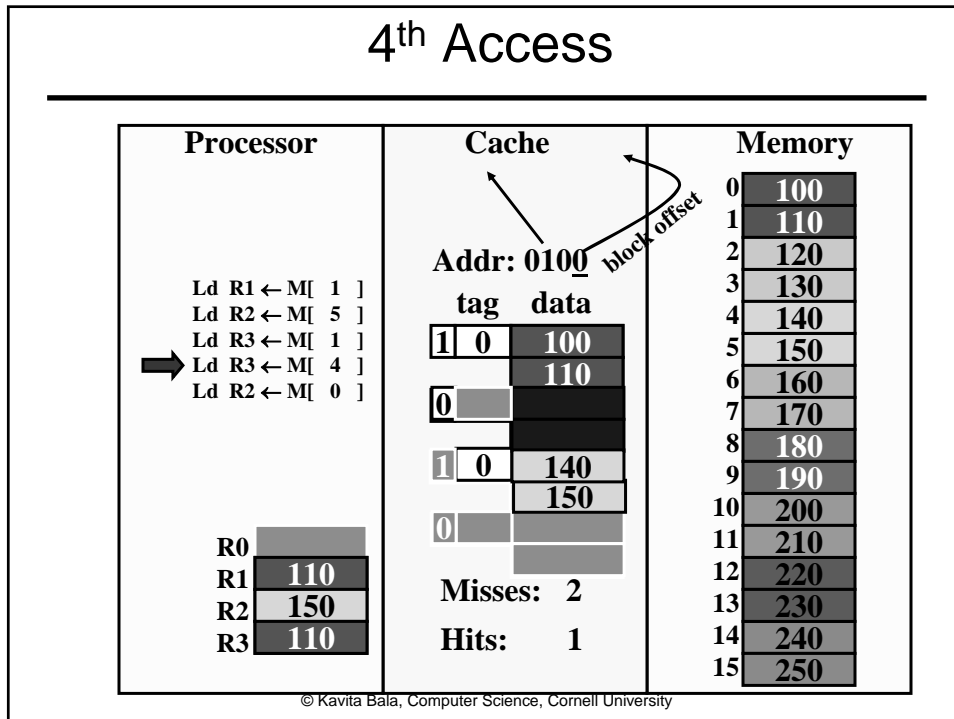 4th Access
Processor
Ld R1 ← M[ 1 ]
Ld R2 ← M[ 5 ]
Ld R3 ← M[ 1 ]
Ld R3 ← M[ 4 ]
Ld R2 ← M[ 0 ]
R0
R1 110
R2 150
R3 110
Cache
block offset
Addr: 0100
tag data
1 0 100
110
0
1 0 140
150
0
Misses: 2
Hits: 1
Memory
0 100
1 110
2 120
3 130
4 140
5 150
6 160
7 170
8 180
9 190
10 200
11 210
12 220
13 230
14 240
15 250
© Kavita Bala, Computer Science, Cornell University